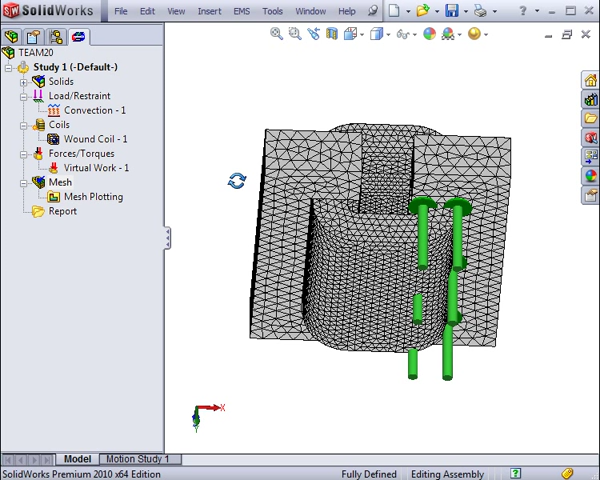 SolidWorks File Edit View Insert EMS Tools Window Help
TEAM20
Study 1 (-Default-)
Solids
Load/Restraint
Convection - 1
Coils
Wound Coil - 1
Forces/Torques
Virtual Work - 1
Mesh
Mesh Plotting
Report
X
Model Motion Study 1
SolidWorks Premium 2010 x64 Edition Fully Defined Editing Assembly ?